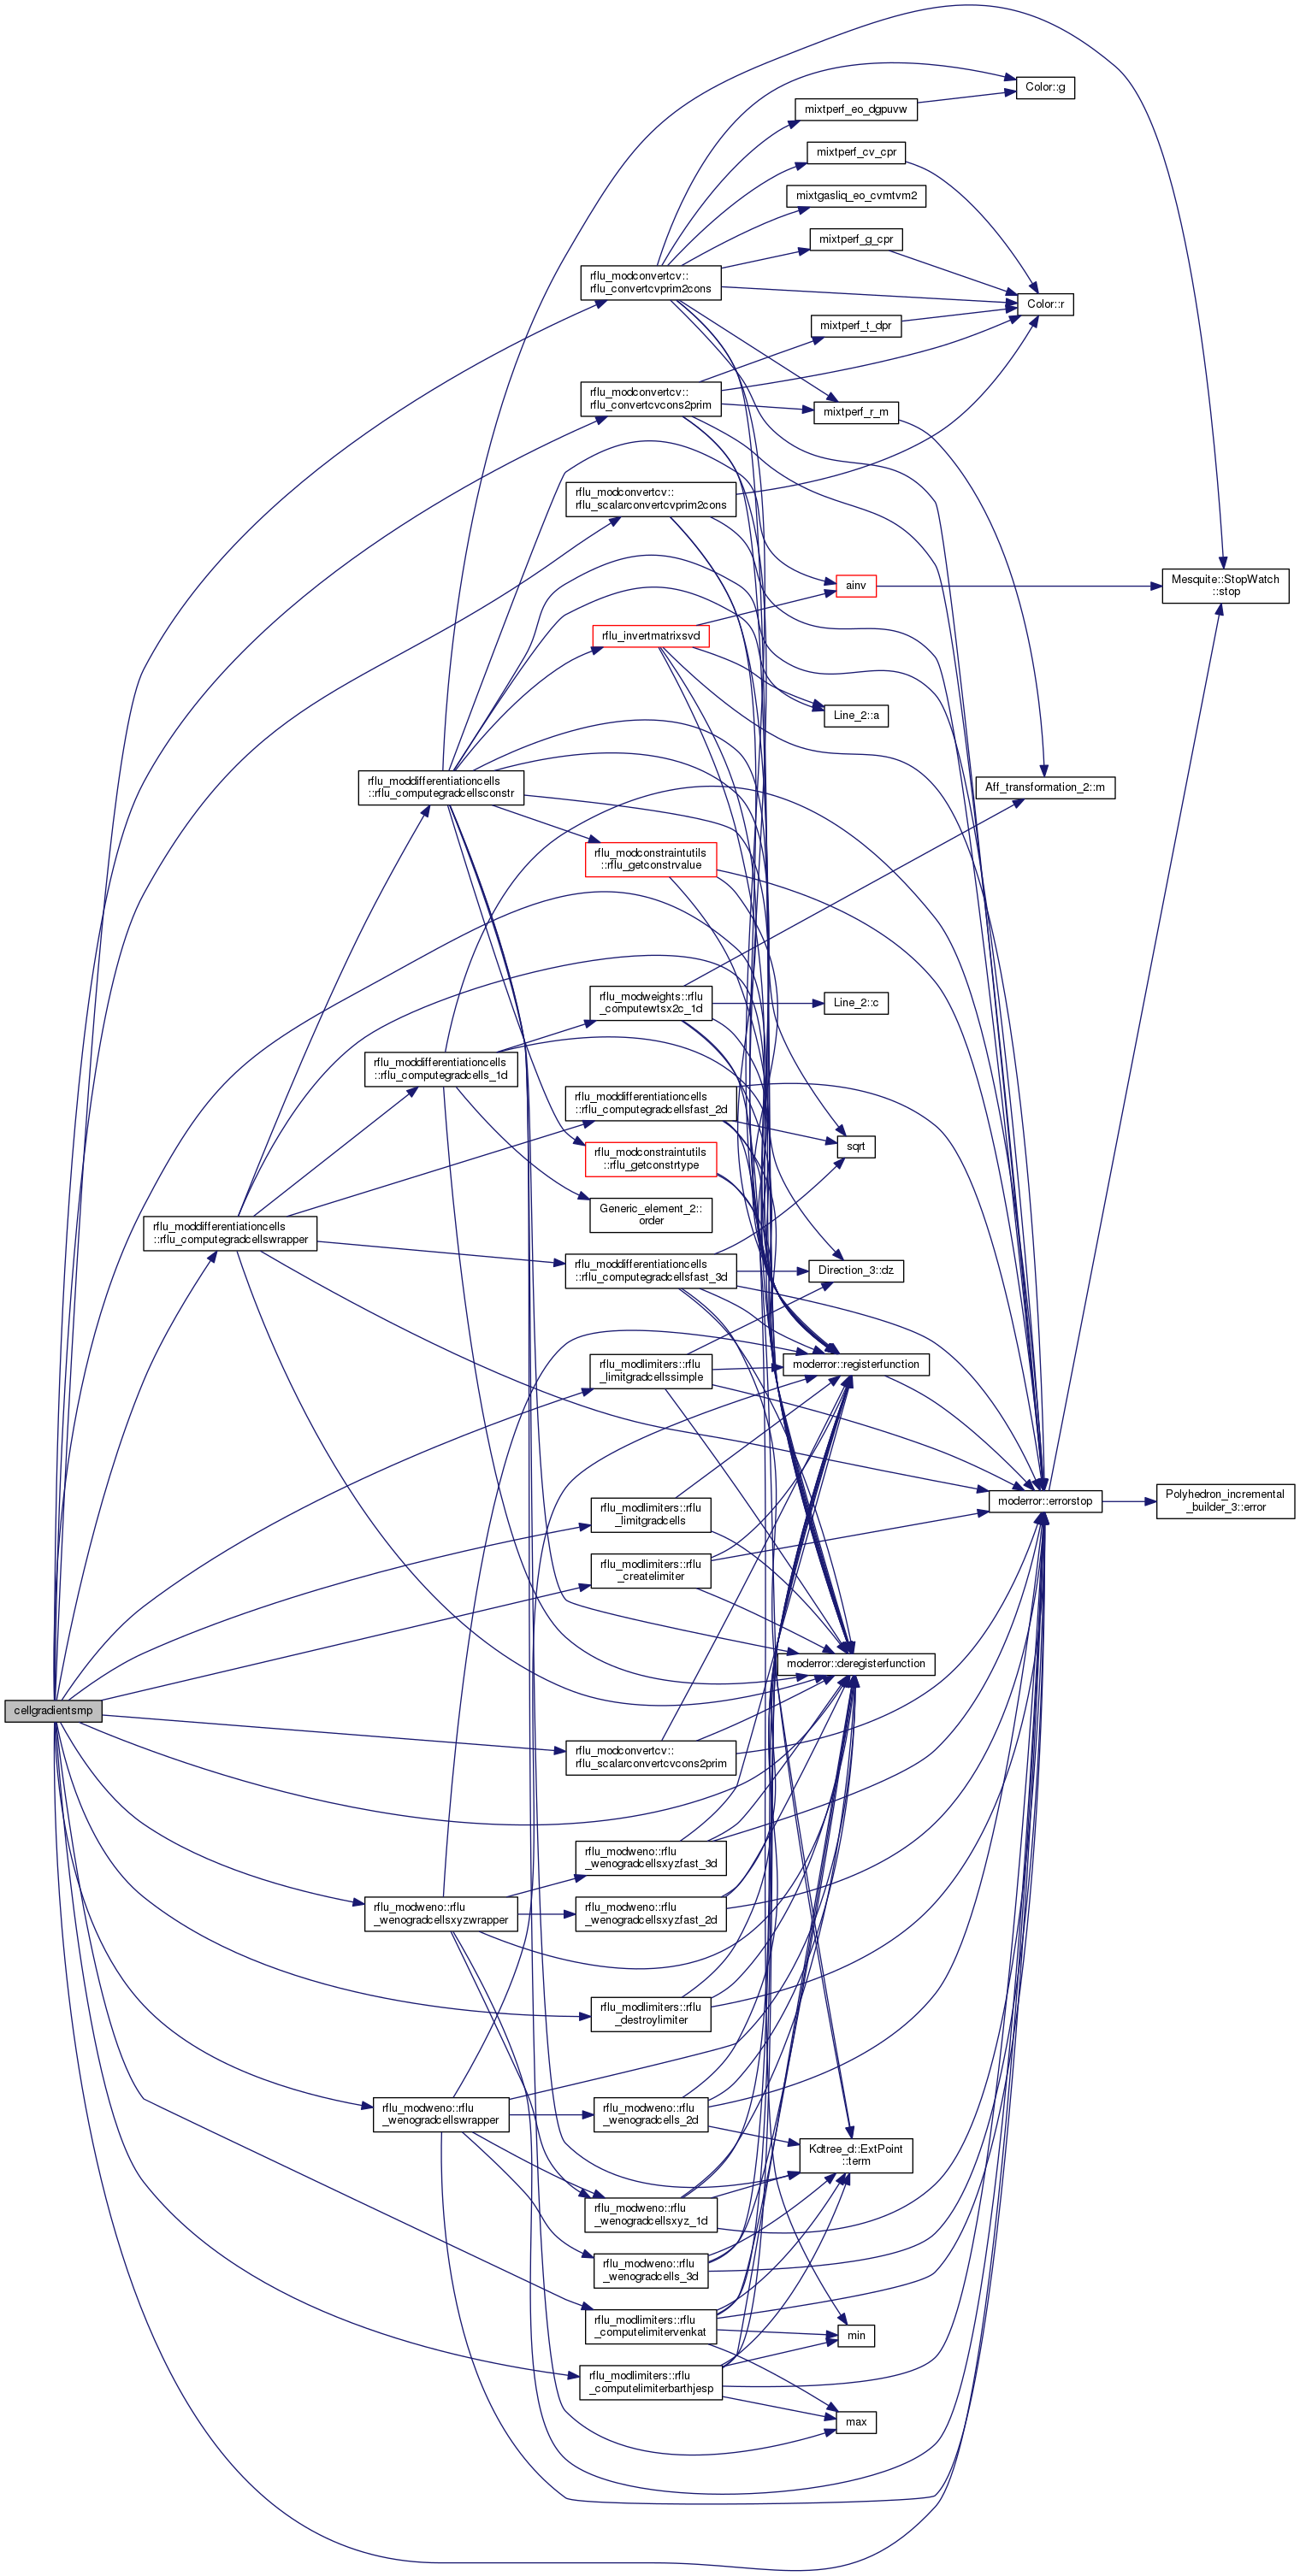 Color::g
mixtperf_eo_dgpuvw
mixtperf_cv_cpr
mixtgasliq_eo_cvmtvm2
mixtperf_g_cpr
rflu_modconvertcv::
rflu_convertcvprim2cons
Color::r
mixtperf_t_dpr
rflu_modconvertcv::
rflu_convertcvcons2prim
mixtperf_r_m
rflu_modconvertcv::
rflu_scalarconvertcvprim2cons
ainv
Mesquite::StopWatch
::stop
rflu_invertmatrixsvd
Line_2::a
rflu_moddifferentiationcells
::rflu_computegradcellsconstr
Aff_transformation_2::m
rflu_modconstraintutils
::rflu_getconstrvalue
rflu_modweights::rflu
_computewtsx2c_1d
Line_2::c
rflu_moddifferentiationcells
::rflu_computegradcells_1d
rflu_moddifferentiationcells
::rflu_computegradcellsfast_2d
sqrt
rflu_modconstraintutils
::rflu_getconstrtype
Generic_element_2::
order
rflu_moddifferentiationcells
::rflu_computegradcellswrapper
rflu_moddifferentiationcells
::rflu_computegradcellsfast_3d
Direction_3::dz
rflu_modlimiters::rflu
_limitgradcellssimple
moderror::registerfunction
rflu_modlimiters::rflu
_limitgradcells
moderror::errorstop
Polyhedron_incremental
_builder_3::error
rflu_modlimiters::rflu
_createlimiter
moderror::deregisterfunction
cellgradientsmp
rflu_modconvertcv::
rflu_scalarconvertcvcons2prim
rflu_modweno::rflu
_wenogradcellsxyzfast_3d
rflu_modweno::rflu
_wenogradcellsxyzwrapper
rflu_modweno::rflu
_wenogradcellsxyzfast_2d
rflu_modlimiters::rflu
_destroylimiter
rflu_modweno::rflu
_wenogradcellswrapper
rflu_modweno::rflu
_wenogradcells_2d
Kdtree_d::ExtPoint
::term
rflu_modweno::rflu
_wenogradcellsxyz_1d
rflu_modweno::rflu
_wenogradcells_3d
rflu_modlimiters::rflu
_computelimitervenkat
min
rflu_modlimiters::rflu
_computelimiterbarthjesp
max